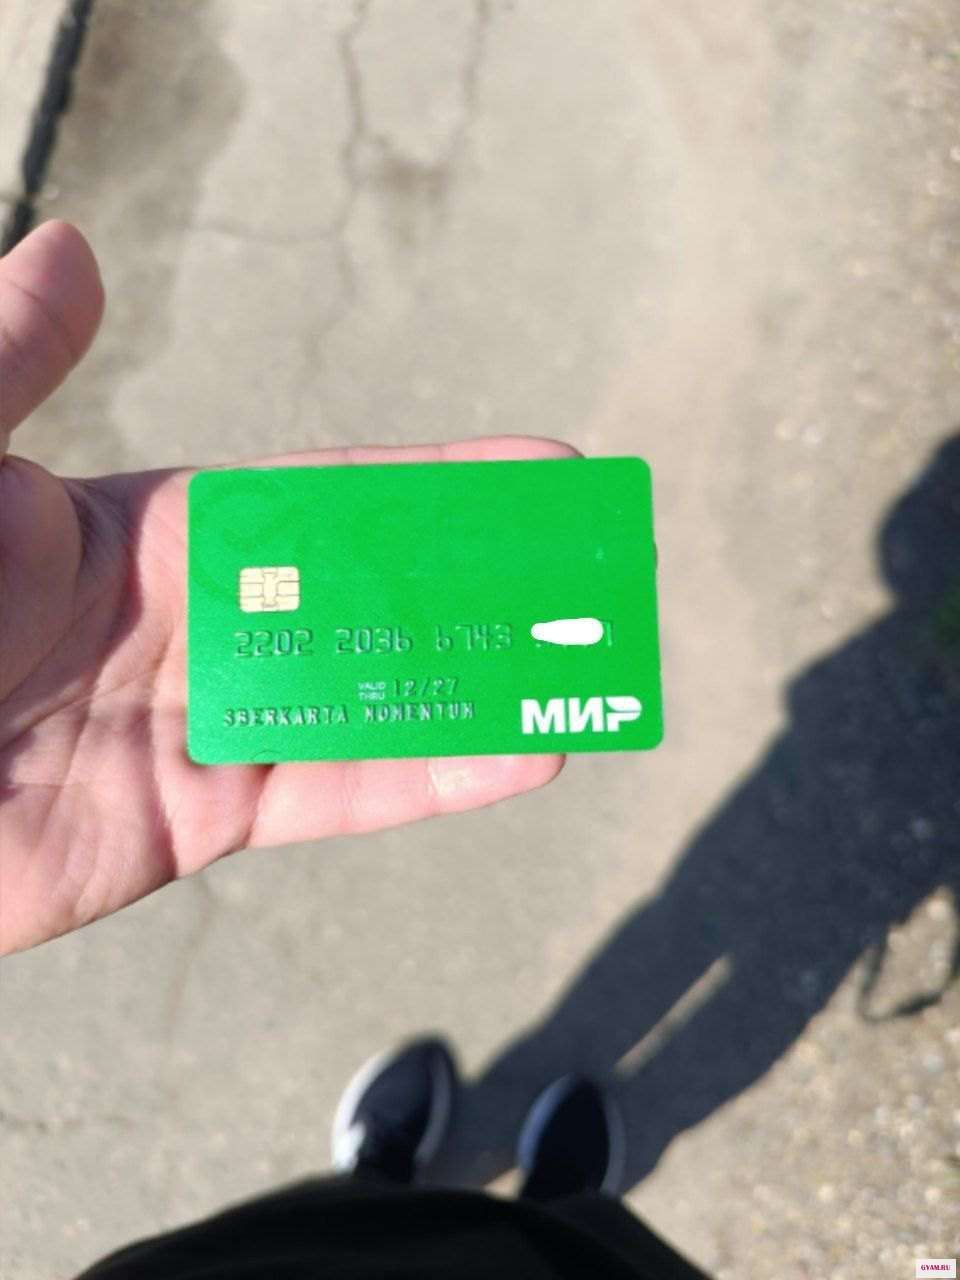 2202 2036 6743
VALID THRU 12/27
SBERKARTA MOMENTUM
МИР
GYAM.RU